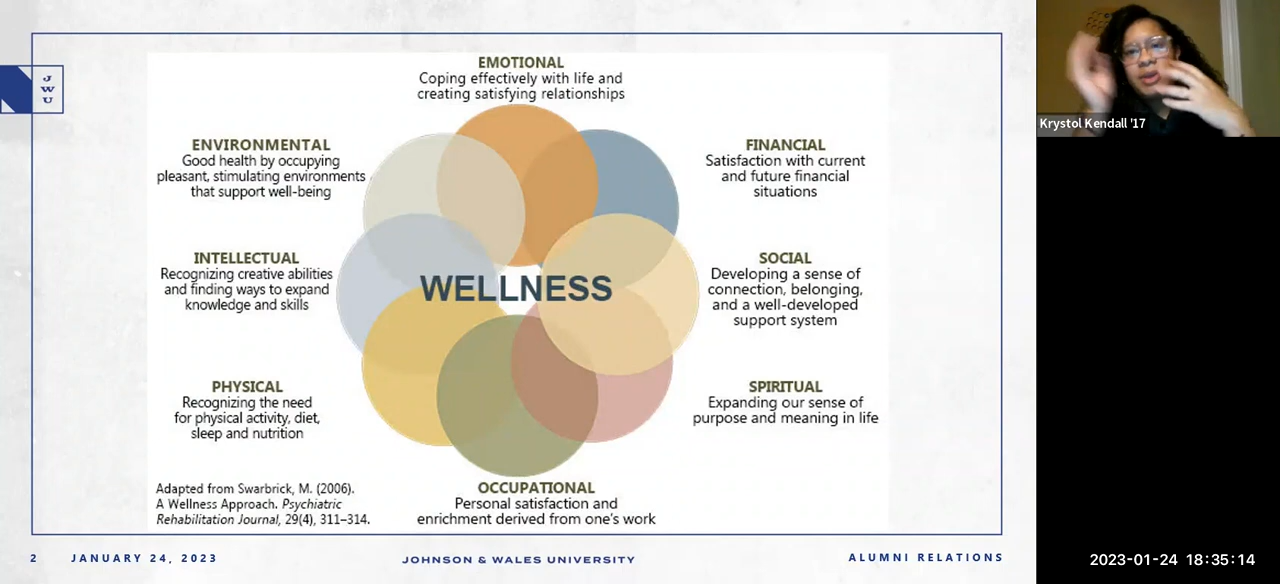 J
W
U
EMOTIONAL
Coping effectively with life and
creating satisfying relationships
ENVIRONMENTAL
Good health by occupying
pleasant, stimulating environments
that support well-being
FINANCIAL
Satisfaction with current
and future financial
situations
INTELLECTUAL
Recognizing creative abilities
and finding ways to expand
knowledge and skills
WELLNESS
SOCIAL
Developing a sense of
connection, belonging,
and a well-developed
support system
PHYSICAL
Recognizing the need
for physical activity, diet,
sleep and nutrition
SPIRITUAL
Expanding our sense of
purpose and meaning in life
Adapted from Swarbrick, M. (2006).
A Wellness Approach. Psychiatric
Rehabilitation Journal, 29(4), 311–314.
OCCUPATIONAL
Personal satisfaction and
enrichment derived from one's work
2 JANUARY 24, 2023
JOHNSON & WALES UNIVERSITY
ALUMNI RELATIONS
Krystol Kendall '17
2023-01-24 18:35:14